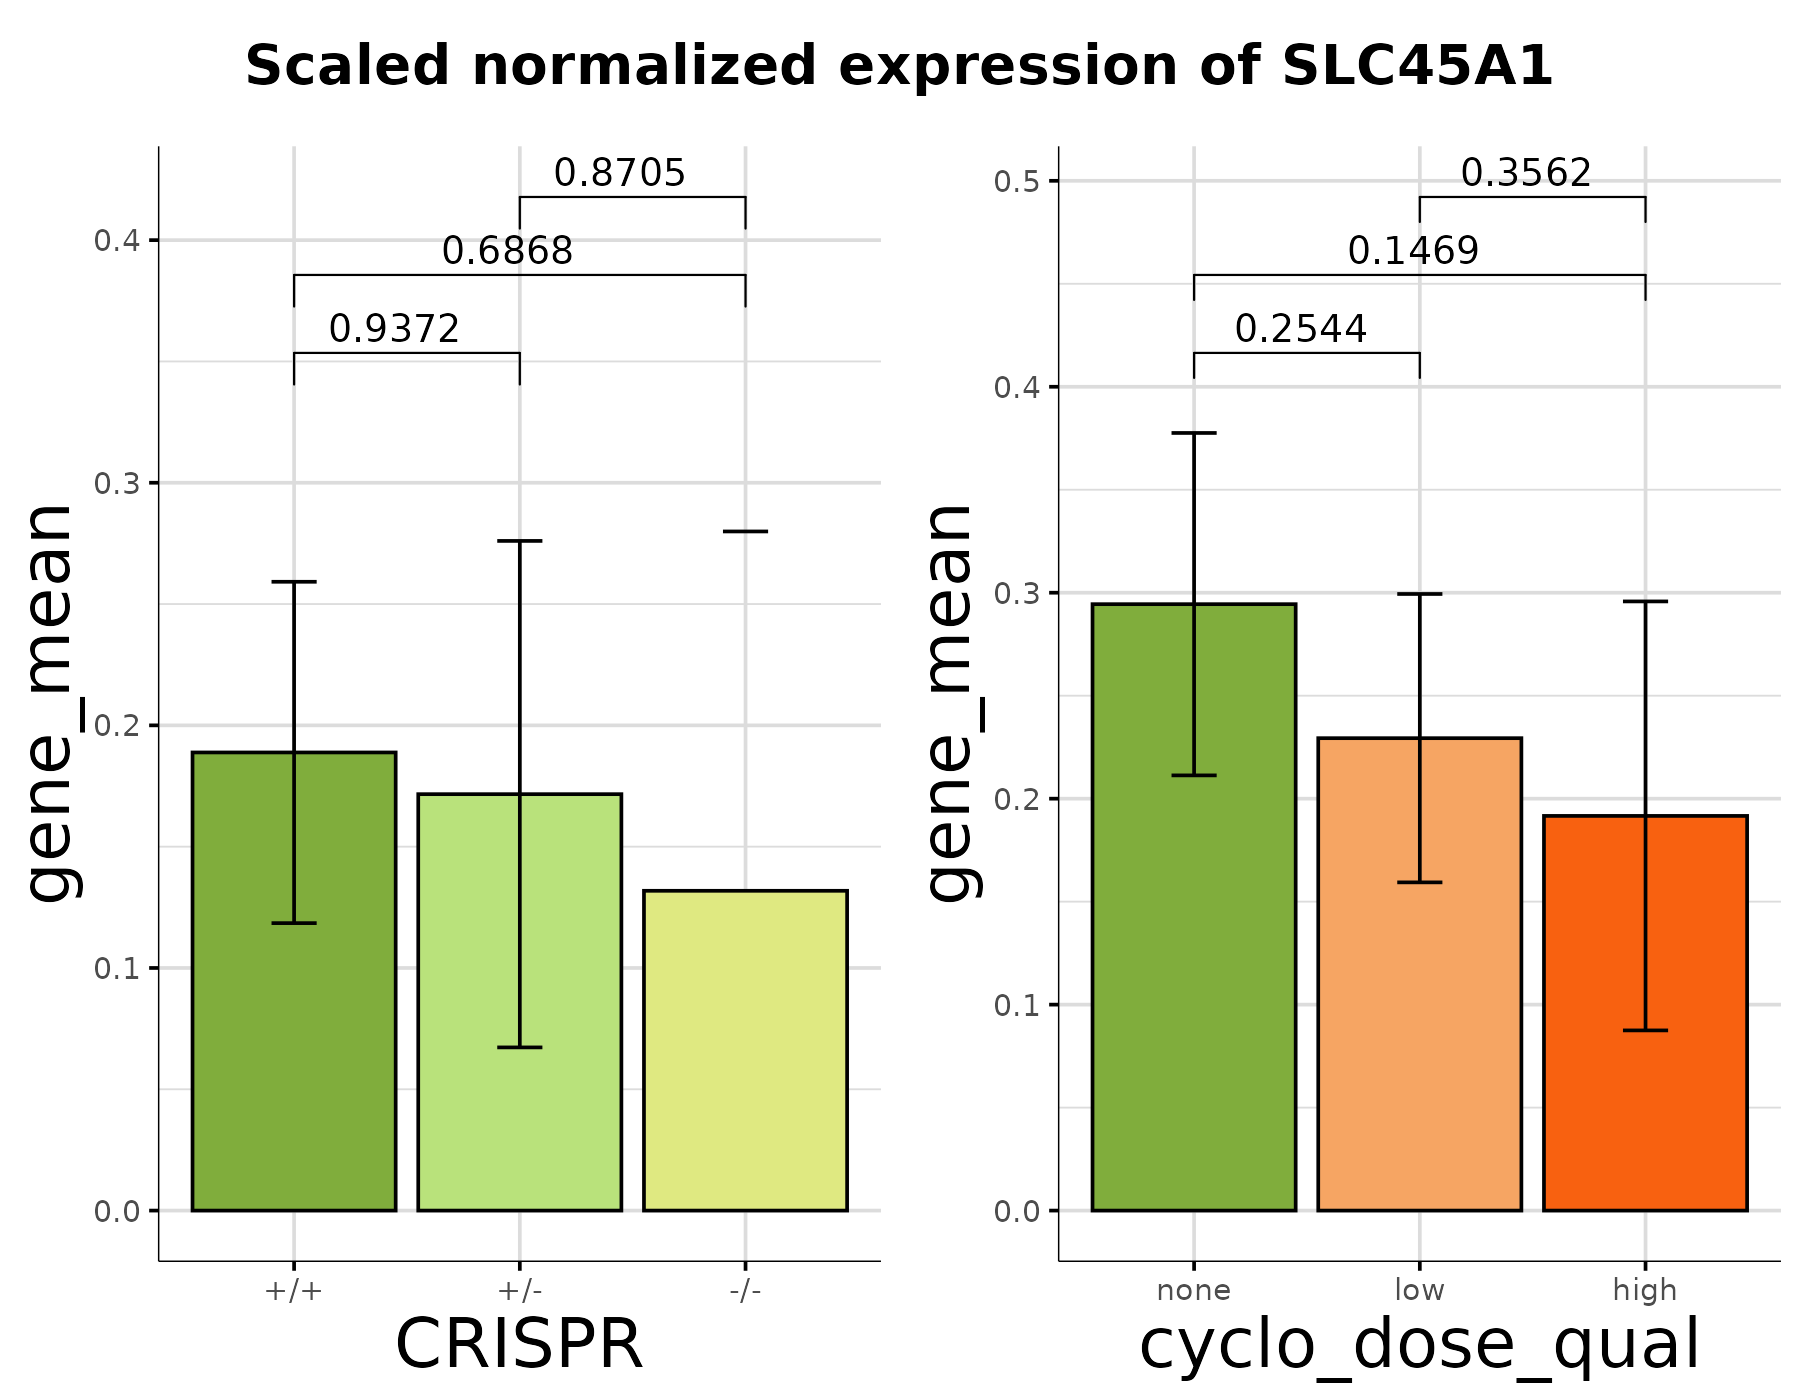 Scaled normalized expression of SLC45A1
gene_mean
0.4
0.3
0.2
0.1
0.0
0.8705
0.6868
0.9372
+/+ +/- -/-
CRISPR
gene_mean
0.5
0.4
0.3
0.2
0.1
0.0
0.3562
0.1469
0.2544
none low high
cyclo_dose_qual